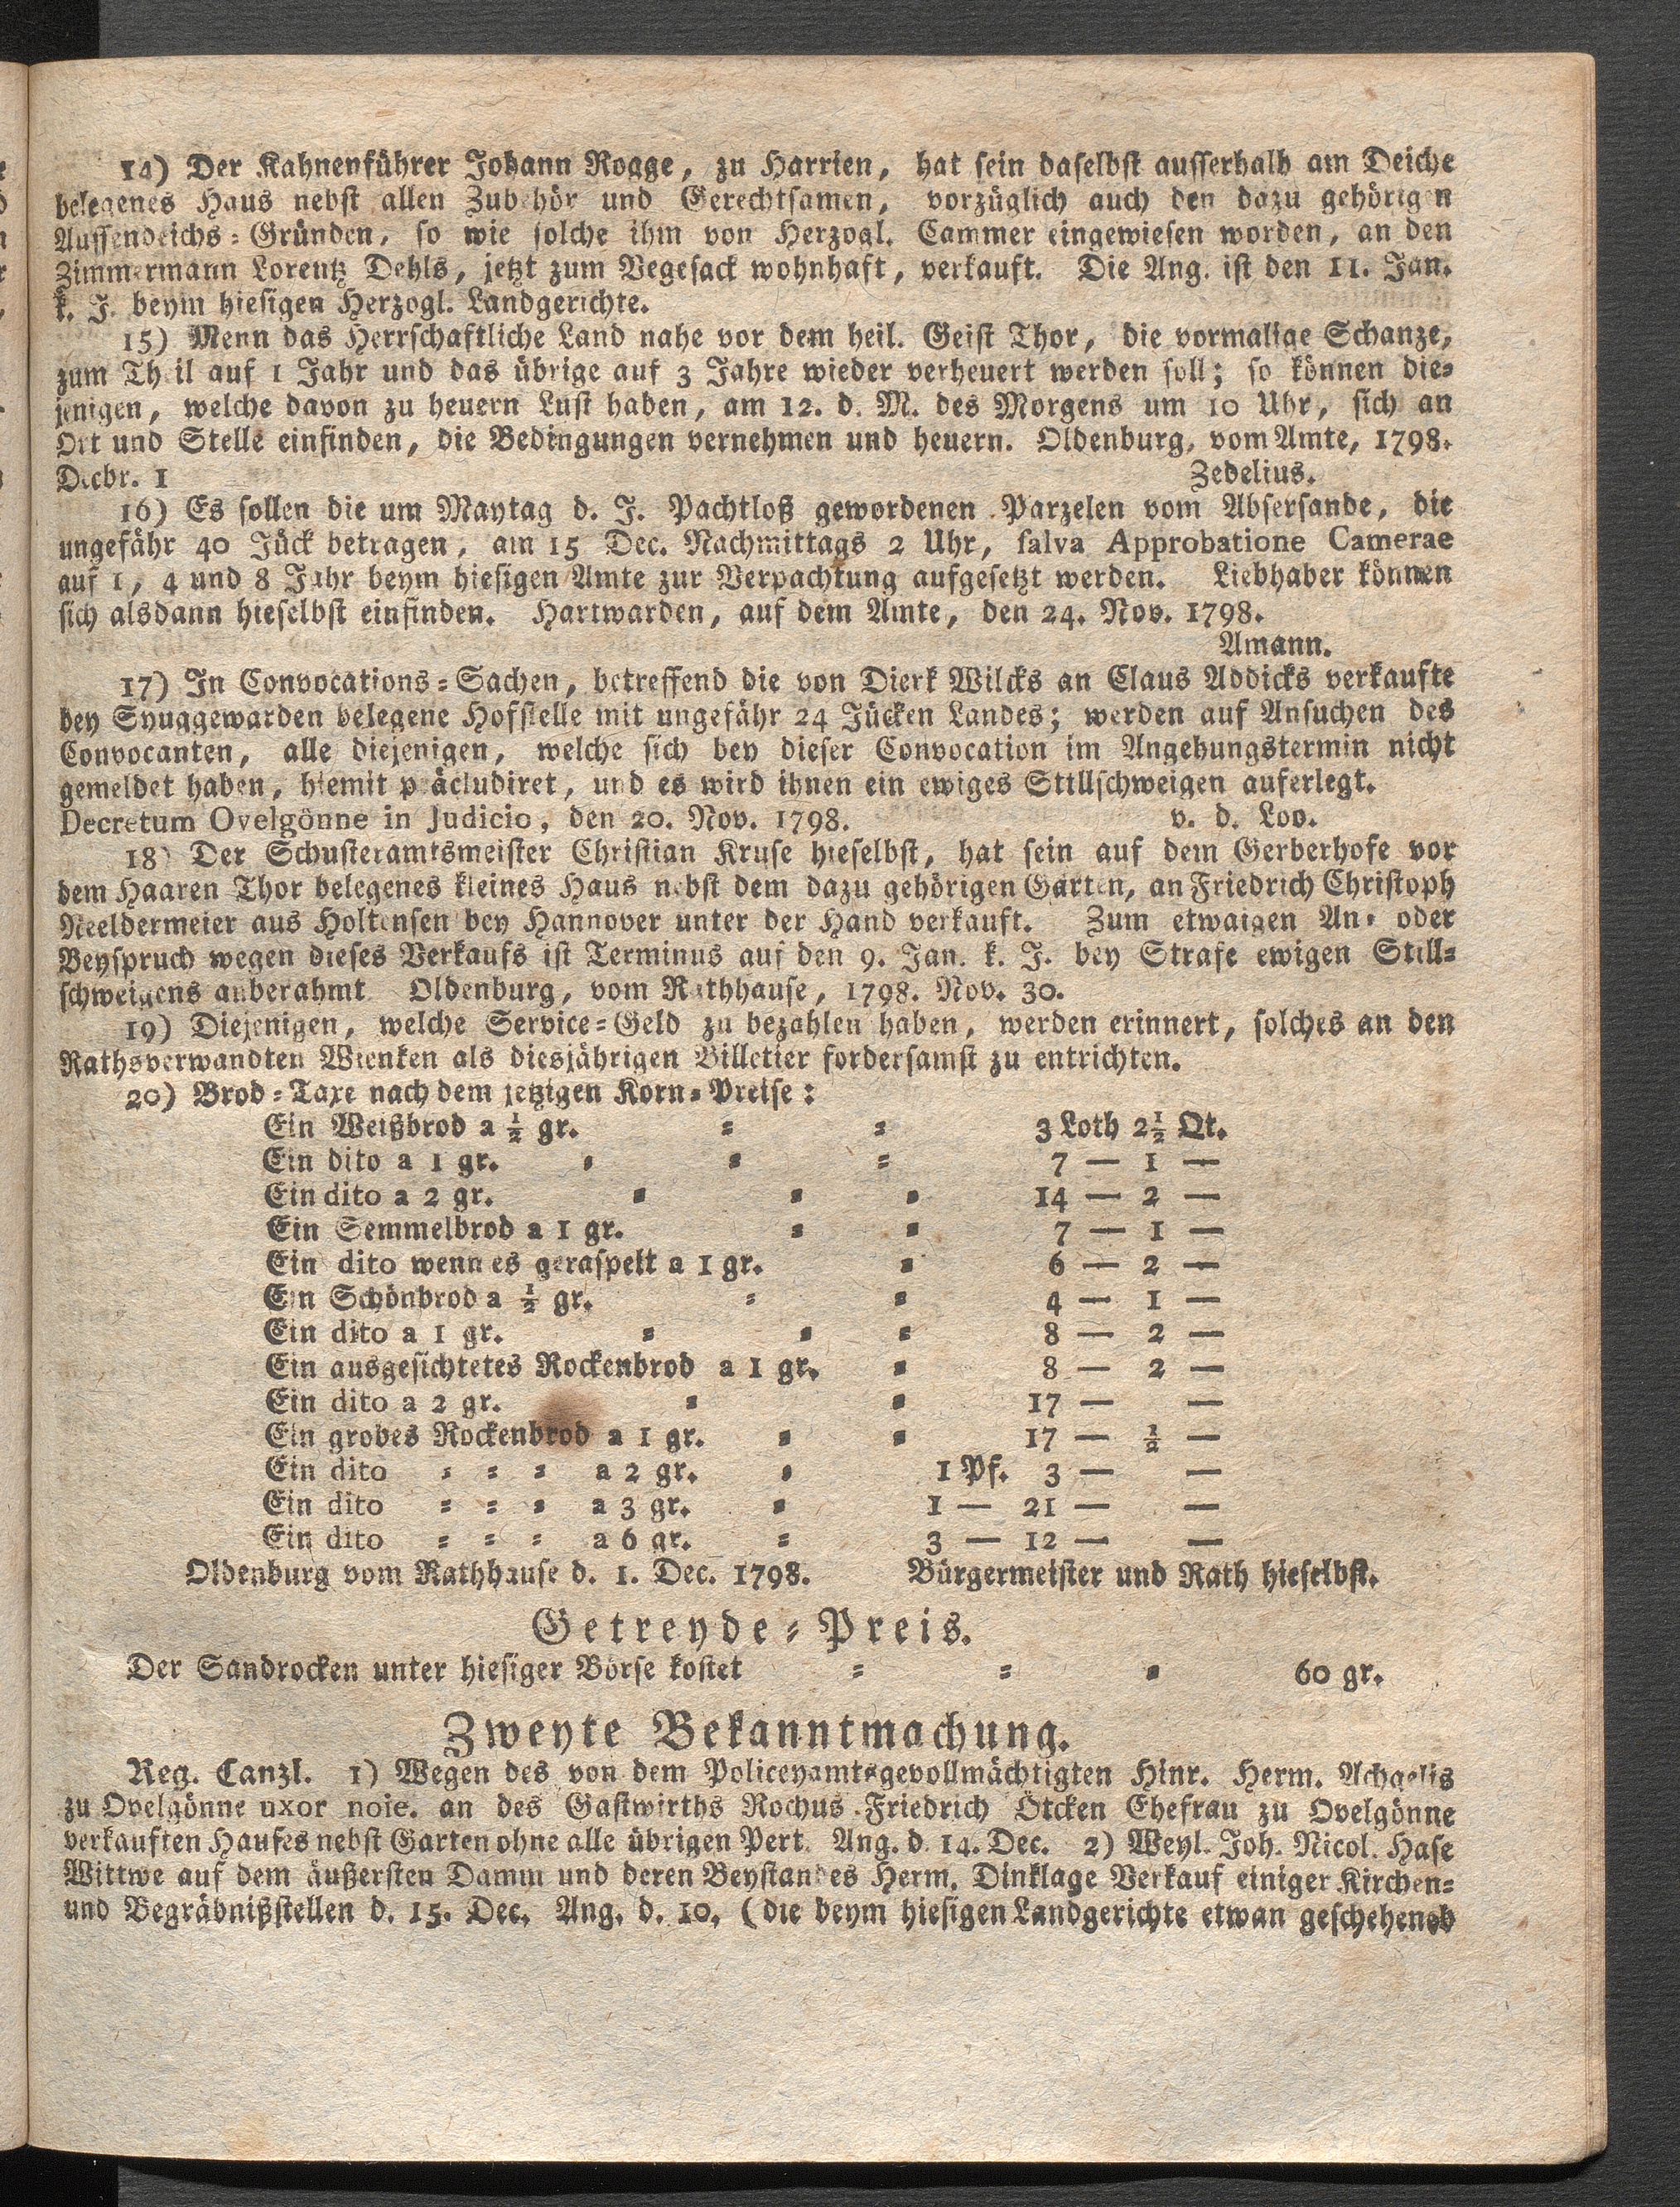 14) Der Kahnenführer Johann Rogge, zu Harrien, hat sein daselbst ausserhalb am Deiche
belegenes Haus nebst allen Zubehör und Gerechtsamen, vorzüglich auch den dazu gehörigen
Aussendeichs-Gründen, so wie solche ihm von Herzogl. Cammer eingewiesen worden, an den
Zimmermann Lorentz Dehls, jetzt zum Vegesack wohnhaft, verkauft. Die Ang. ist den 11. Jan.
k. J. beym hiesigen Herzogl. Landgerichte.
15) Wenn das Herrschaftliche Land nahe vor dem heil. Geist Thor, die vormalige Schanze,
zum Theil auf 1 Jahr und das übrige auf 3 Jahre wieder verheuert werden soll; so können die-
jenigen, welche davon zu heuern Lust haben, am 12. d. M. des Morgens um 10 Uhr, sich an
Ort und Stelle einfinden, die Bedingungen vernehmen und heuern. Oldenburg, vom Amte, 1798.
Decbr. 1 Zedelius.
16) Es sollen die um Maytag d. J. Pachtloß gewordenen Parzelen vom Absersande, die
ungefähr 40 Jück betragen, am 15 Dec. Nachmittags 2 Uhr, salva Approbatione Camerae
auf 1, 4 und 8 Jahr beym hiesigen Amte zur Verpachtung aufgesetzt werden. Liebhaber können
sich alsdann hieselbst einfinden. Hartwarden, auf dem Amte, den 24. Nov. 1798.
Amann.
17) In Convocations-Sachen, betreffend die von Dierk Wilcks an Claus Addicks verkaufte
bey Snuggewarden belegene Hofstelle mit ungefähr 24 Jücken Landes; werden auf Ansuchen des
Convocanten, alle diejenigen, welche sich bey dieser Convocation im Angebungstermin nicht
gemeldet haben, hiemit präcludiret, und es wird ihnen ein ewiges Stillschweigen auferlegt.
Decretum Ovelgönne in Judicio, den 20. Nov. 1798. v. d. Loo.
18) Der Schusteramtsmeister Christian Kruse hieselbst, hat sein auf dem Gerberhofe vor
dem Haaren Thor belegenes kleines Haus nebst dem dazu gehörigen Garten, an Friedrich Christoph
Neeldermeier aus Holtensen bey Hannover unter der Hand verkauft. Zum etwaigen An- oder
Beyspruch wegen dieses Verkaufs ist Terminus auf den 9. Jan. k. J. bey Strafe ewigen Still-
schweigens anberahmt Oldenburg, vom Rathhause, 1798. Nov. 30.
19) Diejenigen, welche Service-Geld zu bezahlen haben, werden erinnert, solches an den
Rathsverwandten Wienken als diesjährigen Billetier fordersamst zu entrichten.
20) Brod-Taxe nach dem jetzigen Korn-Preise:
Ein Weißbrod a ½ gr. = = 3 Loth 2½ Qt.
Ein dito a 1 gr. = = = 7 — 1 —
Ein dito a 2 gr. = = = 14 — 2 —
Ein Semmelbrod a 1 gr. = = 7 — 1 —
Ein dito wenn es geraspelt a 1 gr. = 6 — 2 —
Ein Schönbrod a ½ gr. = = 4 — 1 —
Ein dito a 1 gr. = = = 8 — 2 —
Ein ausgesichtetes Rockenbrod a 1 gr. = 8 — 2 —
Ein dito a 2 gr. = = 17 — —
Ein grobes Rockenbrod a 1 gr. = = 17 — ½ —
Ein dito = = = a 2 gr. = 1 Pf. 3 — —
Ein dito = = = a 3 gr. = 1 — 21 — —
Ein dito = = = a 6 gr. = 3 — 12 — —
Oldenburg vom Rathhause d. 1. Dec. 1798. Bürgermeister und Rath hieselbst.
Getreyde-Preis.
Der Sandrocken unter hiesiger Börse kostet = = = 60 gr.
Zweyte Bekanntmachung.
Reg. Canzl. 1) Wegen des von dem Policeyamtsgevollmächtigten Hinr. Herm. Achgelis
zu Ovelgönne uxor noie. an des Gastwirths Rochus Friedrich Ötcken Ehefrau zu Ovelgönne
verkauften Hauses nebst Garten ohne alle übrigen Pert. Ang. d. 14. Dec. 2) Weyl. Joh. Nicol. Hase
Wittwe auf dem äußersten Damm und deren Beystandes Herm. Dinklage Verkauf einiger Kirchen-
und Begräbnißstellen d. 15. Dec. Ang. d. 10. (die beym hiesigen Landgerichte etwan